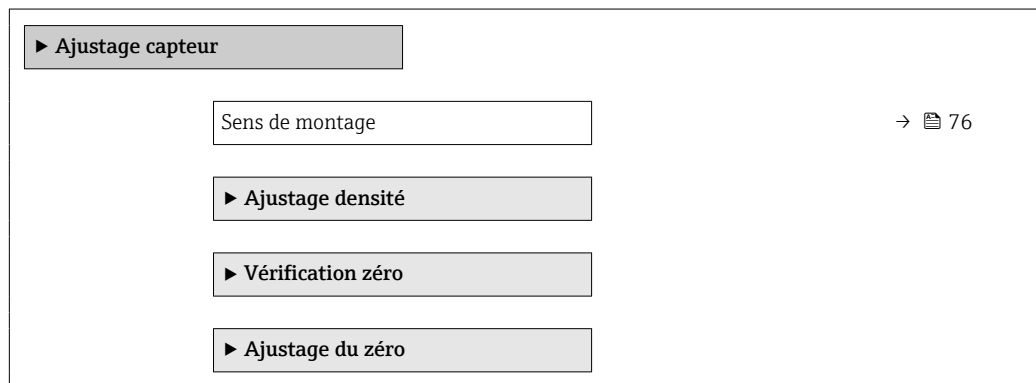 ▶ Ajustage capteur
Sens de montage → 76
▶ Ajustage densité
▶ Vérification zéro
▶ Ajustage du zéro